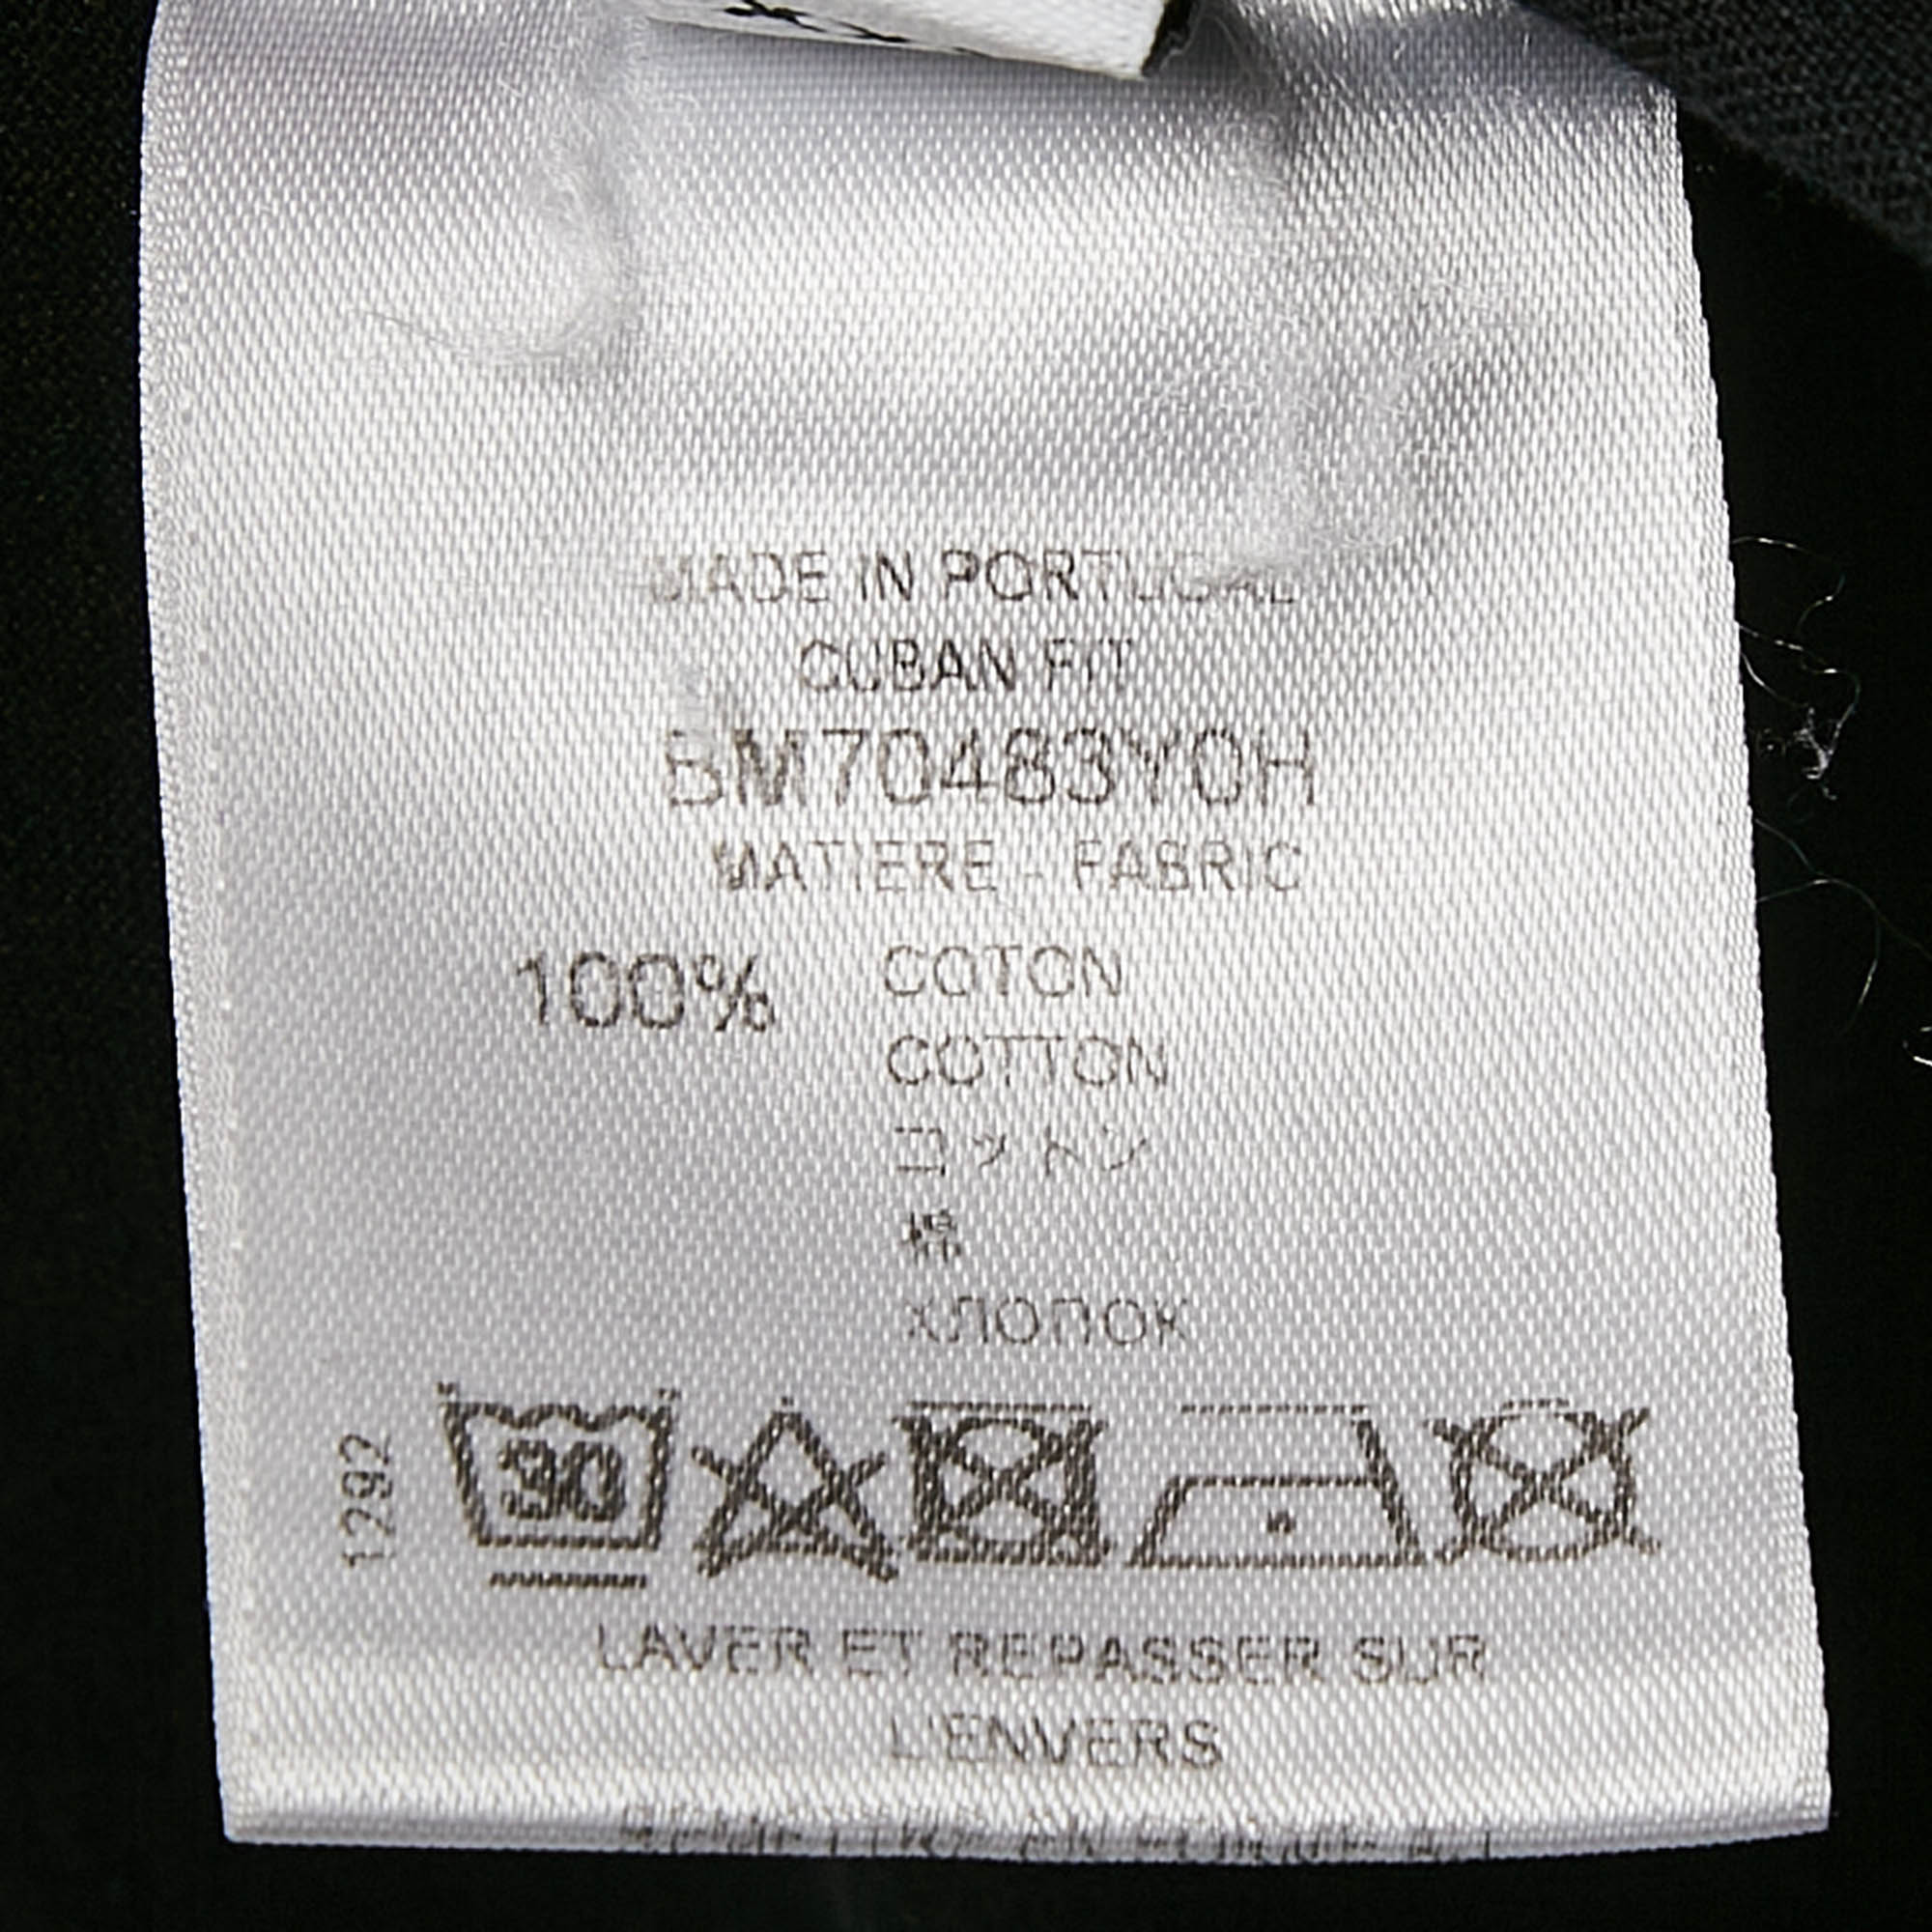 MADE IN PORTUGAL
CUBAN FIT
BM70483Y0H
MATIERE - FABRIC
100% COTON
COTTON
コットン
棉
ХЛОПОК
1292
30
LAVER ET REPASSER SUR
L'ENVERS